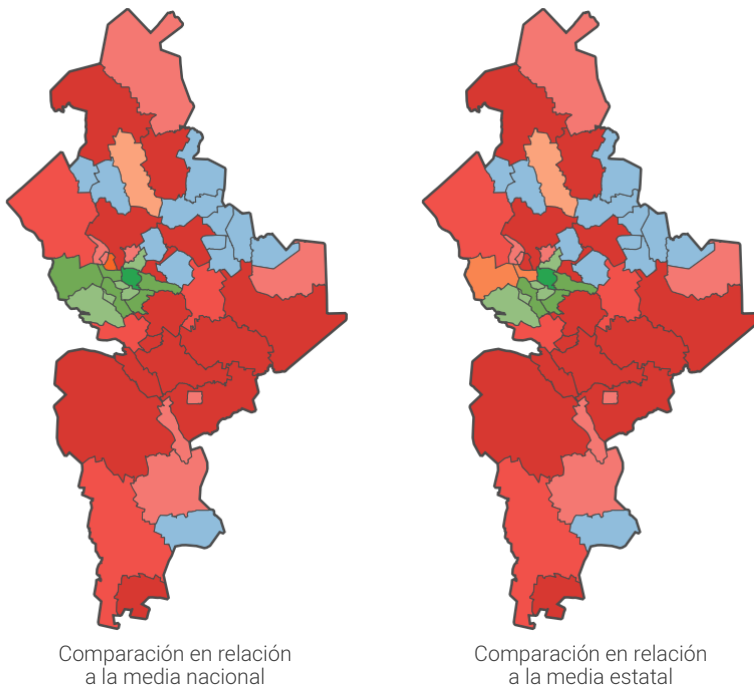 Comparación en relación
a la media nacional
Comparación en relación
a la media estatal